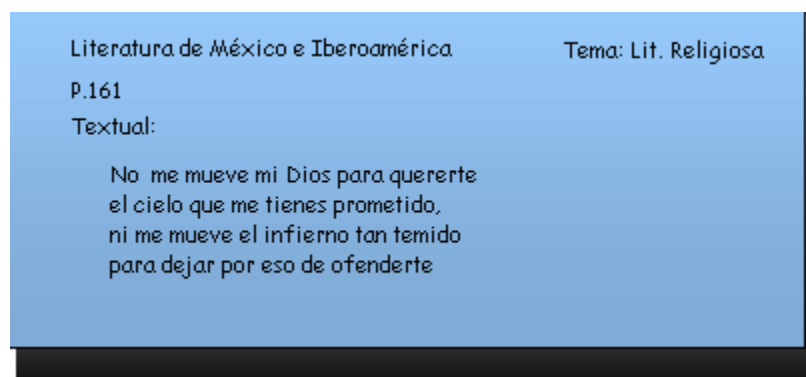 Literatura de México e Iberoamérica Tema: Lit. Religiosa
P.161
Textual:
No me mueve mi Dios para quererte
el cielo que me tienes prometido,
ni me mueve el infierno tan temido
para dejar por eso de ofenderte